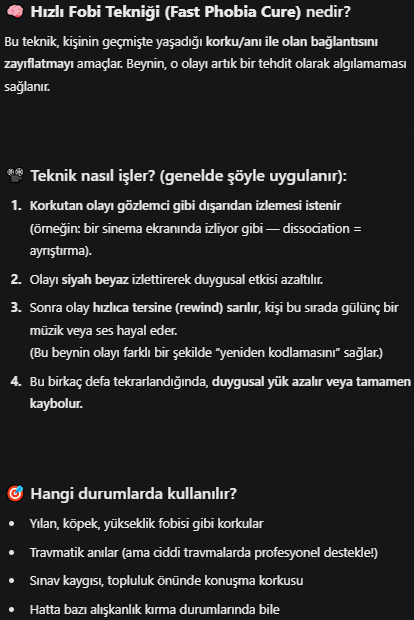 🧠 Hızlı Fobi Tekniği (Fast Phobia Cure) nedir?
Bu teknik, kişinin geçmişte yaşadığı korku/anı ile olan bağlantısını
zayıflatmayı amaçlar. Beynin, o olayı artık bir tehdit olarak algılamaması
sağlanır.
📽️ Teknik nasıl işler? (genelde şöyle uygulanır):
1. Korkutan olayı gözlemci gibi dışarıdan izlemesi istenir
(örneğin: bir sinema ekranında izliyor gibi — dissociation =
ayrıştırma).
2. Olayı siyah beyaz izlettirerek duygusal etkisi azaltılır.
3. Sonra olay hızlıca tersine (rewind) sarılır, kişi bu sırada gülünç bir
müzik veya ses hayal eder.
(Bu beynin olayı farklı bir şekilde “yeniden kodlamasını” sağlar.)
4. Bu birkaç defa tekrarlandığında, duygusal yük azalır veya tamamen
kaybolur.
🎯 Hangi durumlarda kullanılır?
• Yılan, köpek, yükseklik fobisi gibi korkular
• Travmatik anılar (ama ciddi travmalarda profesyonel destekle!)
• Sınav kaygısı, topluluk önünde konuşma korkusu
• Hatta bazı alışkanlık kırma durumlarında bile